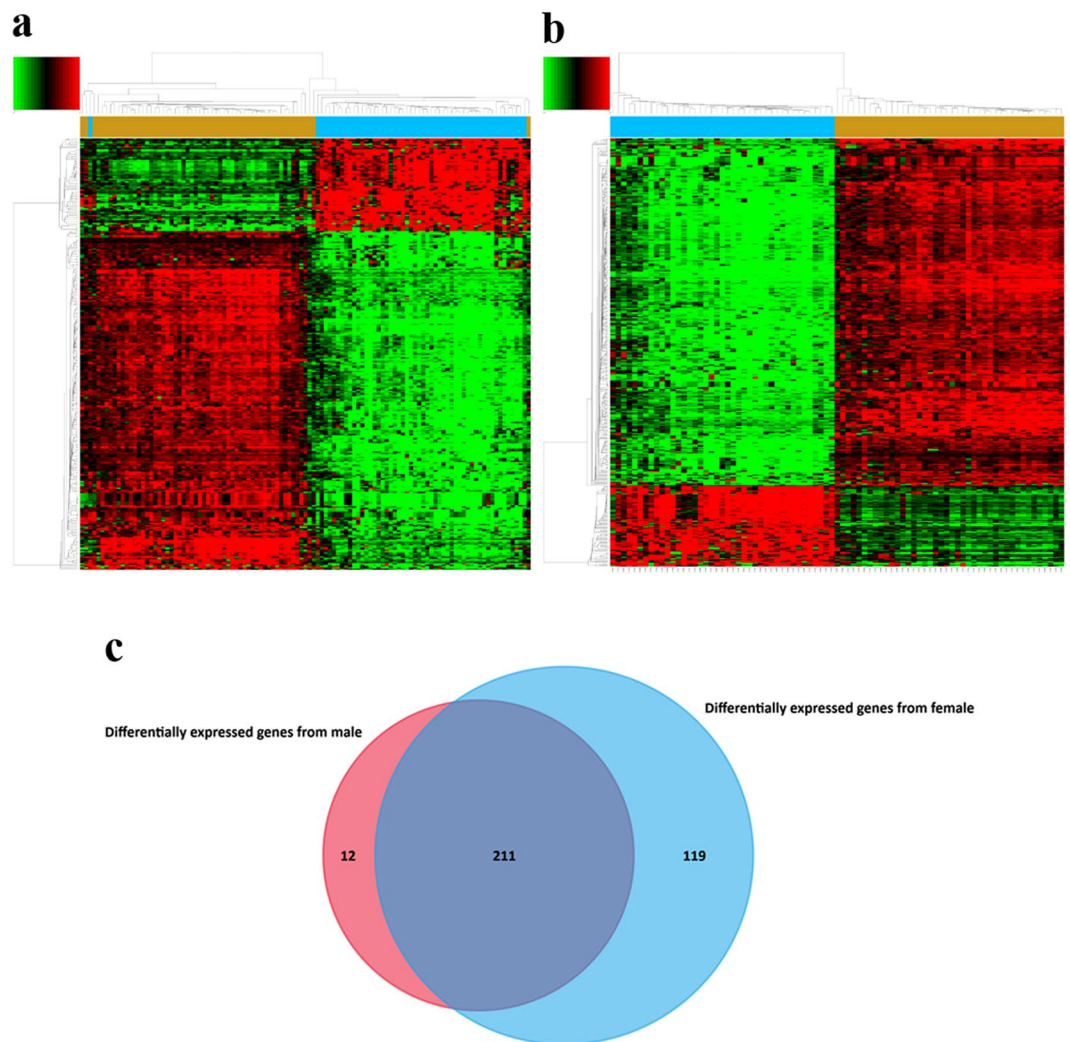 a
b
c
Differentially expressed genes from male
Differentially expressed genes from female
12
211
119